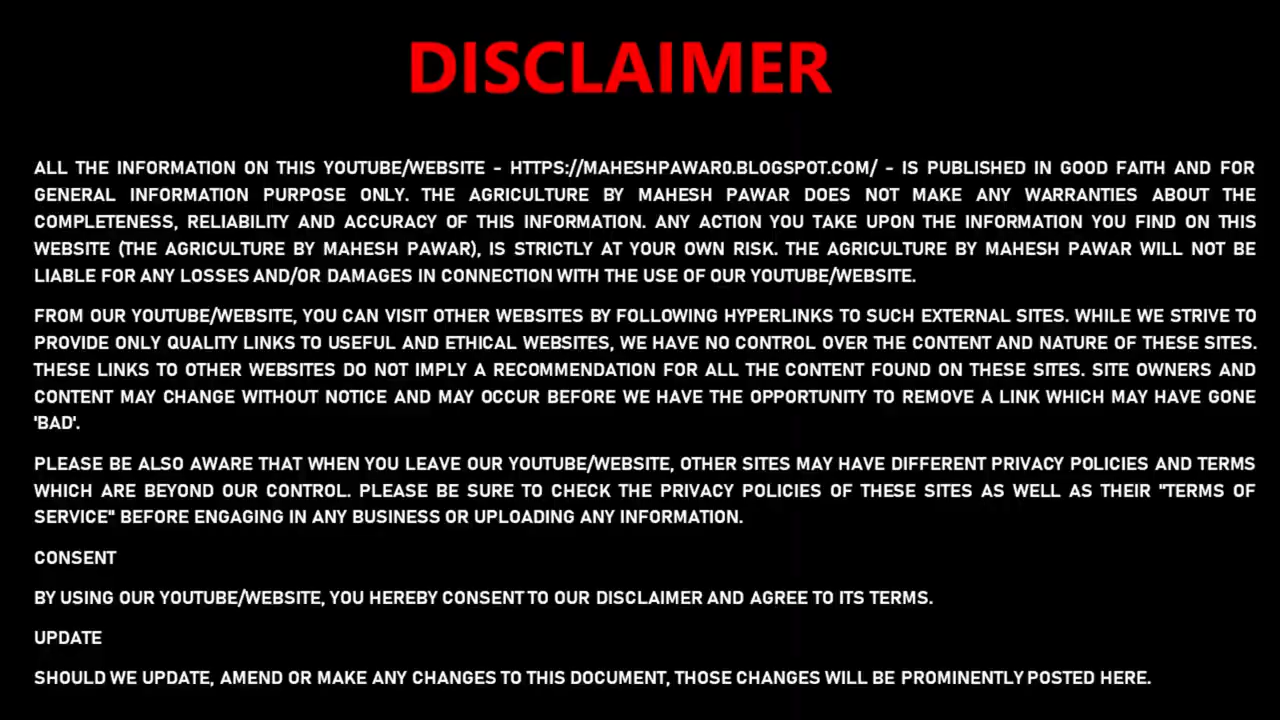 DISCLAIMER
ALL THE INFORMATION ON THIS YOUTUBE/WEBSITE - HTTPS://MAHESHPAWAR0.BLOGSPOT.COM/ - IS PUBLISHED IN GOOD FAITH AND FOR
GENERAL INFORMATION PURPOSE ONLY. THE AGRICULTURE BY MAHESH PAWAR DOES NOT MAKE ANY WARRANTIES ABOUT THE
COMPLETENESS, RELIABILITY AND ACCURACY OF THIS INFORMATION. ANY ACTION YOU TAKE UPON THE INFORMATION YOU FIND ON THIS
WEBSITE (THE AGRICULTURE BY MAHESH PAWAR), IS STRICTLY AT YOUR OWN RISK. THE AGRICULTURE BY MAHESH PAWAR WILL NOT BE
LIABLE FOR ANY LOSSES AND/OR DAMAGES IN CONNECTION WITH THE USE OF OUR YOUTUBE/WEBSITE.
FROM OUR YOUTUBE/WEBSITE, YOU CAN VISIT OTHER WEBSITES BY FOLLOWING HYPERLINKS TO SUCH EXTERNAL SITES. WHILE WE STRIVE TO
PROVIDE ONLY QUALITY LINKS TO USEFUL AND ETHICAL WEBSITES, WE HAVE NO CONTROL OVER THE CONTENT AND NATURE OF THESE SITES.
THESE LINKS TO OTHER WEBSITES DO NOT IMPLY A RECOMMENDATION FOR ALL THE CONTENT FOUND ON THESE SITES. SITE OWNERS AND
CONTENT MAY CHANGE WITHOUT NOTICE AND MAY OCCUR BEFORE WE HAVE THE OPPORTUNITY TO REMOVE A LINK WHICH MAY HAVE GONE
'BAD'.
PLEASE BE ALSO AWARE THAT WHEN YOU LEAVE OUR YOUTUBE/WEBSITE, OTHER SITES MAY HAVE DIFFERENT PRIVACY POLICIES AND TERMS
WHICH ARE BEYOND OUR CONTROL. PLEASE BE SURE TO CHECK THE PRIVACY POLICIES OF THESE SITES AS WELL AS THEIR "TERMS OF
SERVICE" BEFORE ENGAGING IN ANY BUSINESS OR UPLOADING ANY INFORMATION.
CONSENT
BY USING OUR YOUTUBE/WEBSITE, YOU HEREBY CONSENT TO OUR DISCLAIMER AND AGREE TO ITS TERMS.
UPDATE
SHOULD WE UPDATE, AMEND OR MAKE ANY CHANGES TO THIS DOCUMENT, THOSE CHANGES WILL BE PROMINENTLY POSTED HERE.